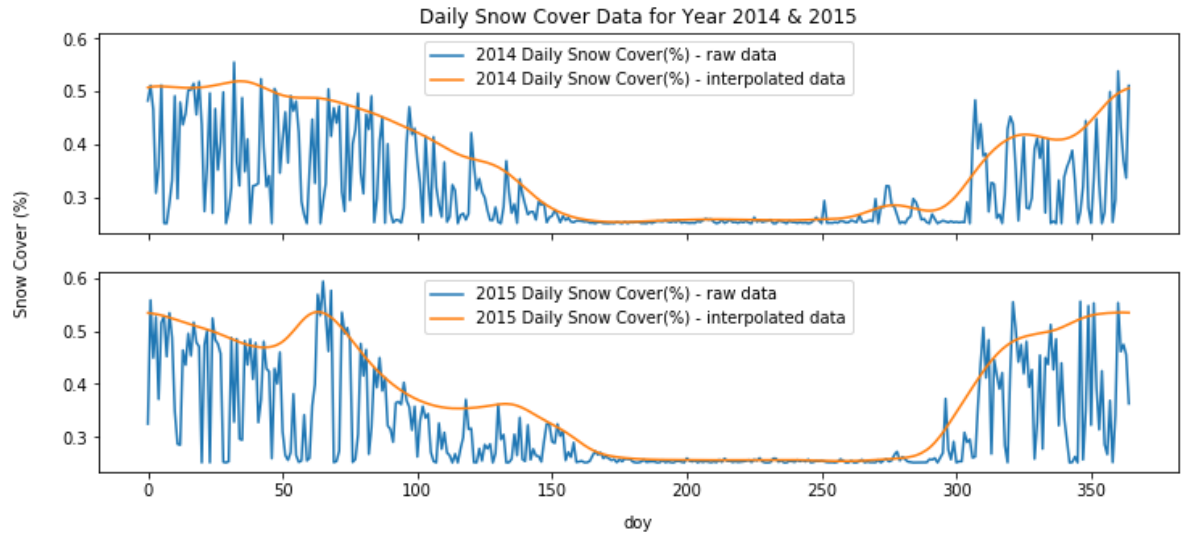 Daily Snow Cover Data for Year 2014 & 2015
0.6
0.5
0.4
0.3
2014 Daily Snow Cover(%) - raw data
2014 Daily Snow Cover(%) - interpolated data
Snow Cover (%)
0.6
0.5
0.4
0.3
2015 Daily Snow Cover(%) - raw data
2015 Daily Snow Cover(%) - interpolated data
0 50 100 150 200 250 300 350
doy